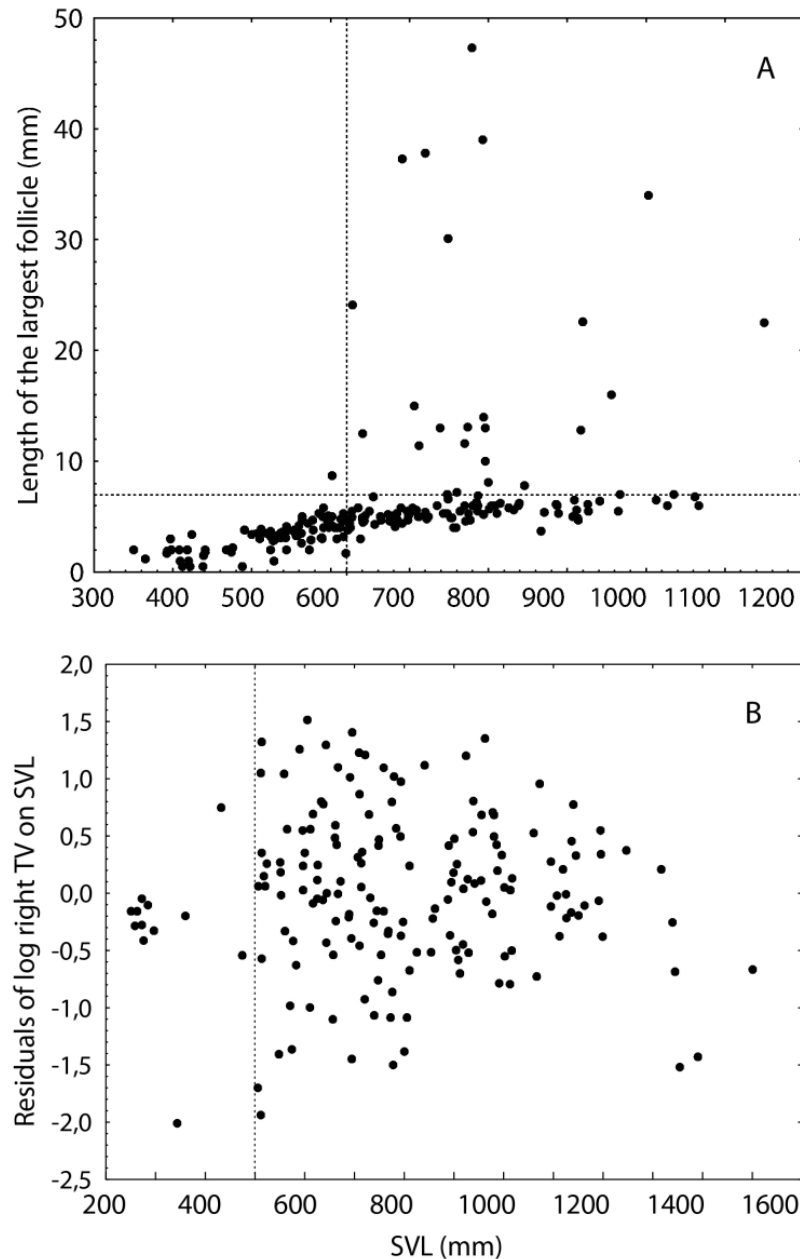 50
A
40
30
20
10
0
Length of the largest follicle (mm)
300 400 500 600 700 800 900 1000 1100 1200
2,0
B
1,5
1,0
0,5
0,0
-0,5
-1,0
-1,5
-2,0
-2,5
Residuals of log right TV on SVL
200 400 600 800 1000 1200 1400 1600
SVL (mm)